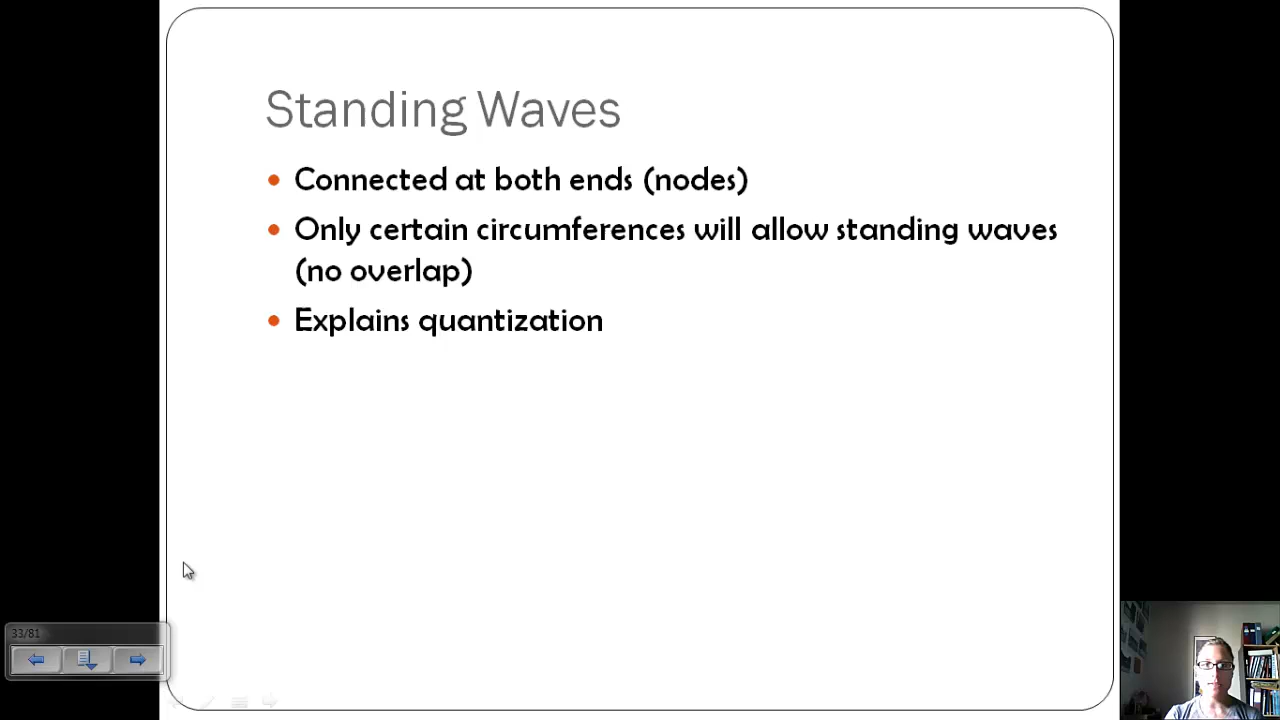 Standing Waves
Connected at both ends (nodes)
Only certain circumferences will allow standing waves
(no overlap)
Explains quantization
33/81